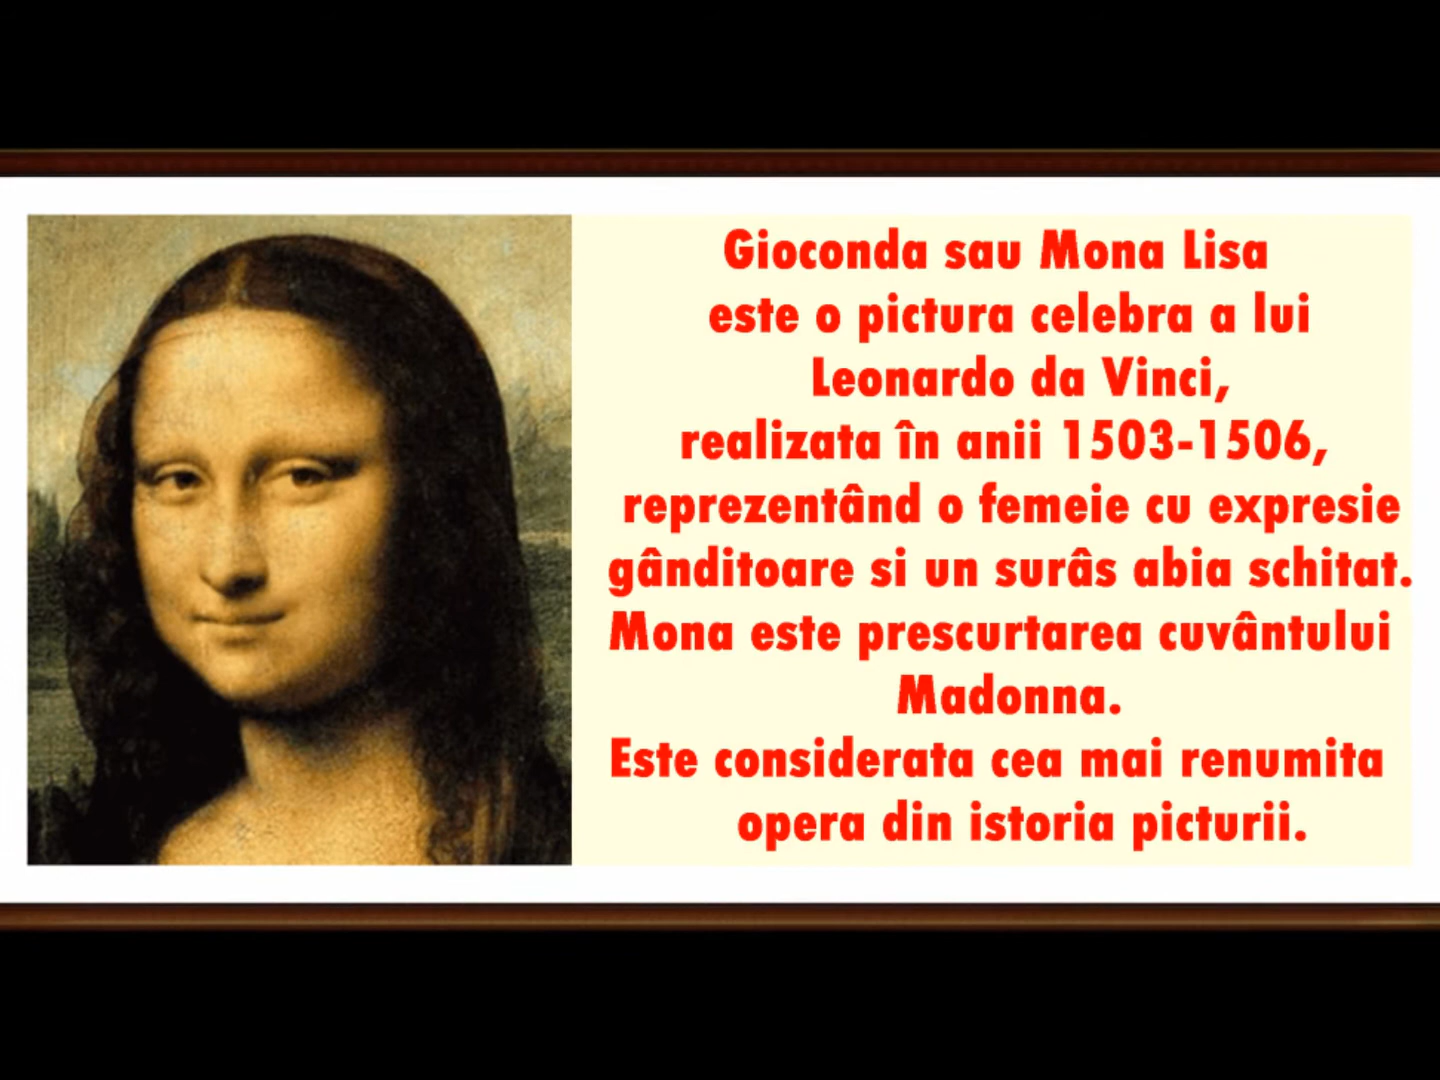 Gioconda sau Mona Lisa
este o pictura celebra a lui
Leonardo da Vinci,
realizata în anii 1503-1506,
reprezentând o femeie cu expresie
gânditoare si un surâs abia schitat.
Mona este prescurtarea cuvântului
Madonna.
Este considerata cea mai renumita
opera din istoria picturii.